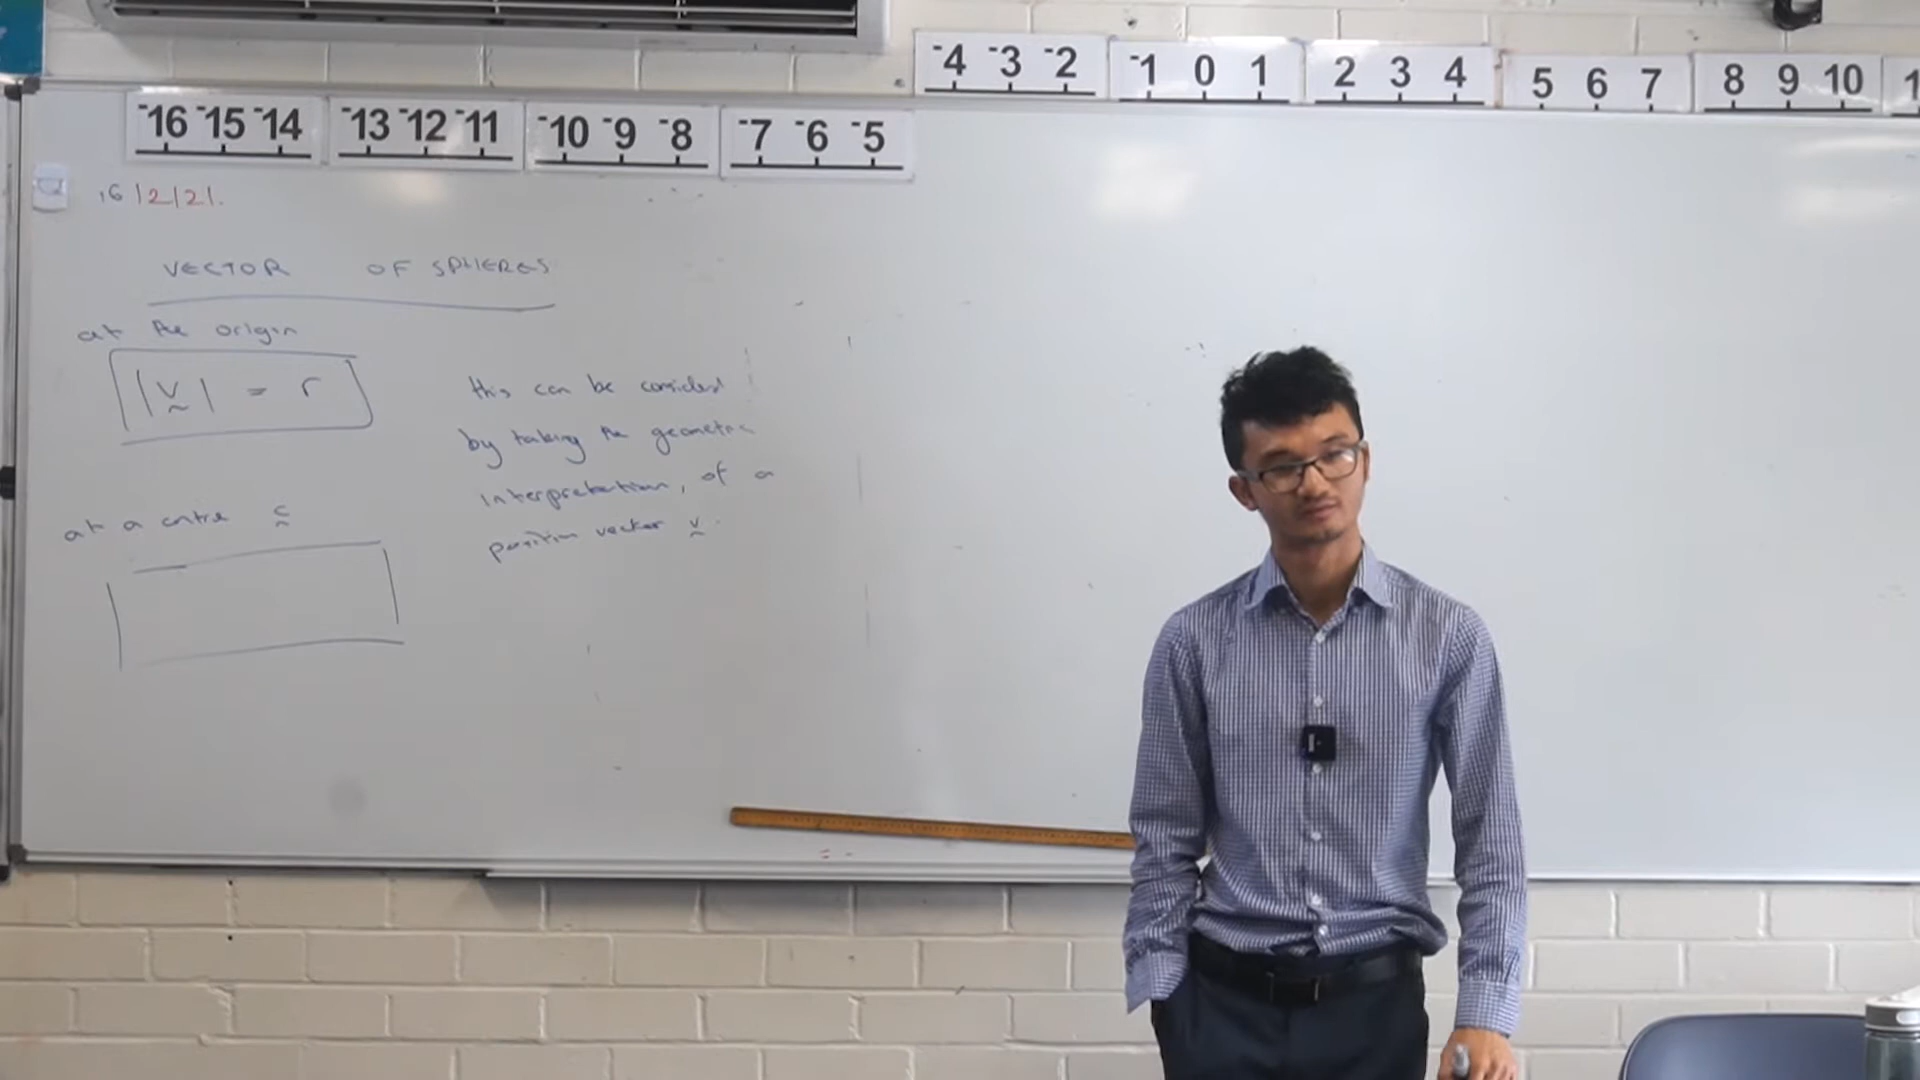 -4 -3 -2 -1 0 1 2 3 4 5 6 7 8 9 10 1
-16 -15 -14 -13 -12 -11 -10 -9 -8 -7 -6 -5
16/2/21.
VECTOR OF SPHERES
at the origin
|v| = r
this can be considered
by taking the geometric
interpretation, of a
position vector v.
at a centre c